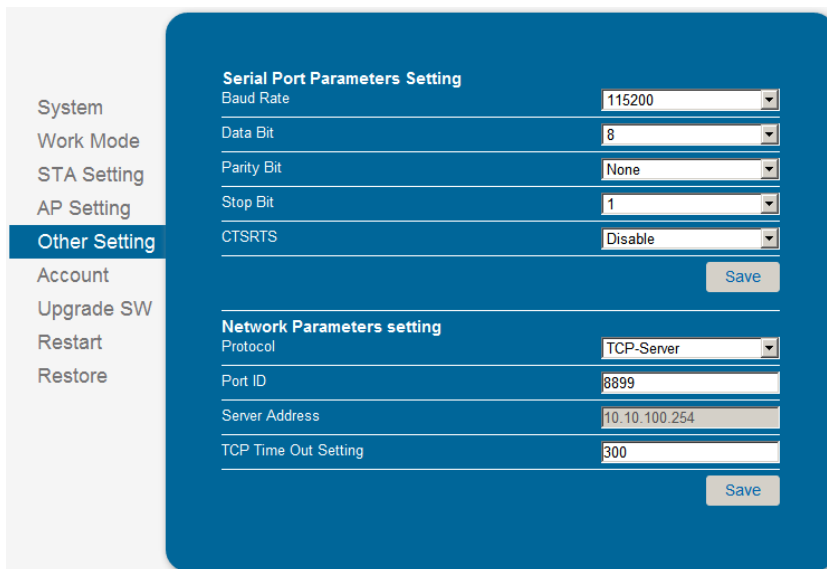 System
Work Mode
STA Setting
AP Setting
Other Setting
Account
Upgrade SW
Restart
Restore
Serial Port Parameters Setting
Baud Rate 115200
Data Bit 8
Parity Bit None
Stop Bit 1
CTSRTS Disable
Save
Network Parameters setting
Protocol TCP-Server
Port ID 8899
Server Address 10.10.100.254
TCP Time Out Setting 300
Save